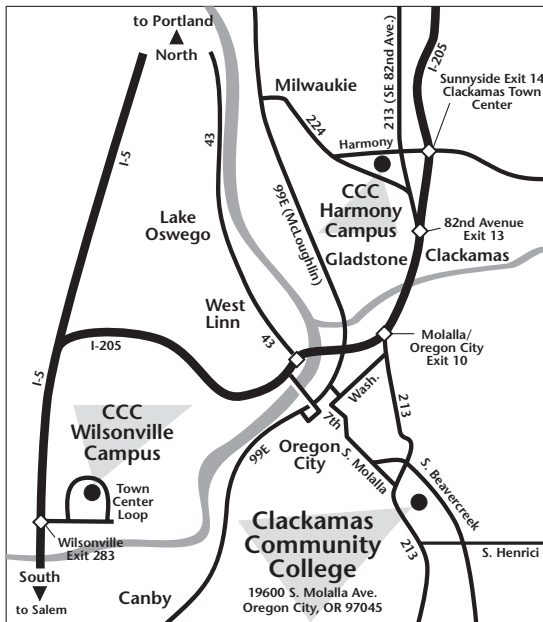 to Portland
North
I-205
213 (SE 82nd Ave.)
Sunnyside Exit 14
Clackamas Town
Center
Milwaukie
224
Harmony
43
I-5
99E (McLoughlin)
CCC
Harmony
Campus
Lake
Oswego
82nd Avenue
Exit 13
Gladstone
Clackamas
West
Linn
43
I-205
Molalla/
Oregon City
Exit 10
I-5
Wash.
213
7th
CCC
Wilsonville
Campus
99E
Oregon
City
S. Molalla
S. Beavercreek
Town
Center
Loop
Clackamas
Community
College
213
S. Henrici
Wilsonville
Exit 283
South
to Salem
Canby
19600 S. Molalla Ave.
Oregon City, OR 97045